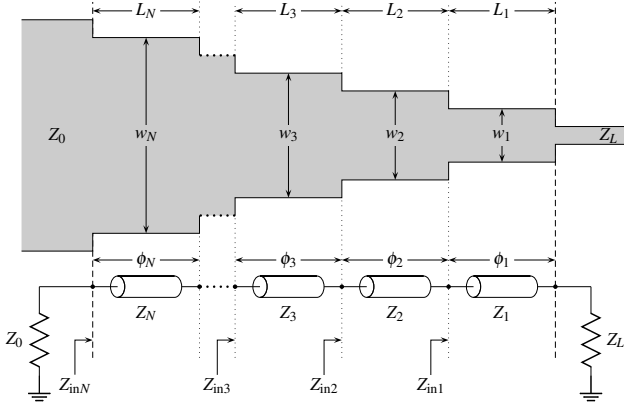 L_N L_3 L_2 L_1
Z_0 w_N w_3 w_2 w_1 Z_L
ϕ_N ϕ_3 ϕ_2 ϕ_1
Z_N Z_3 Z_2 Z_1
Z_0 Z_L
Z_inN Z_in3 Z_in2 Z_in1